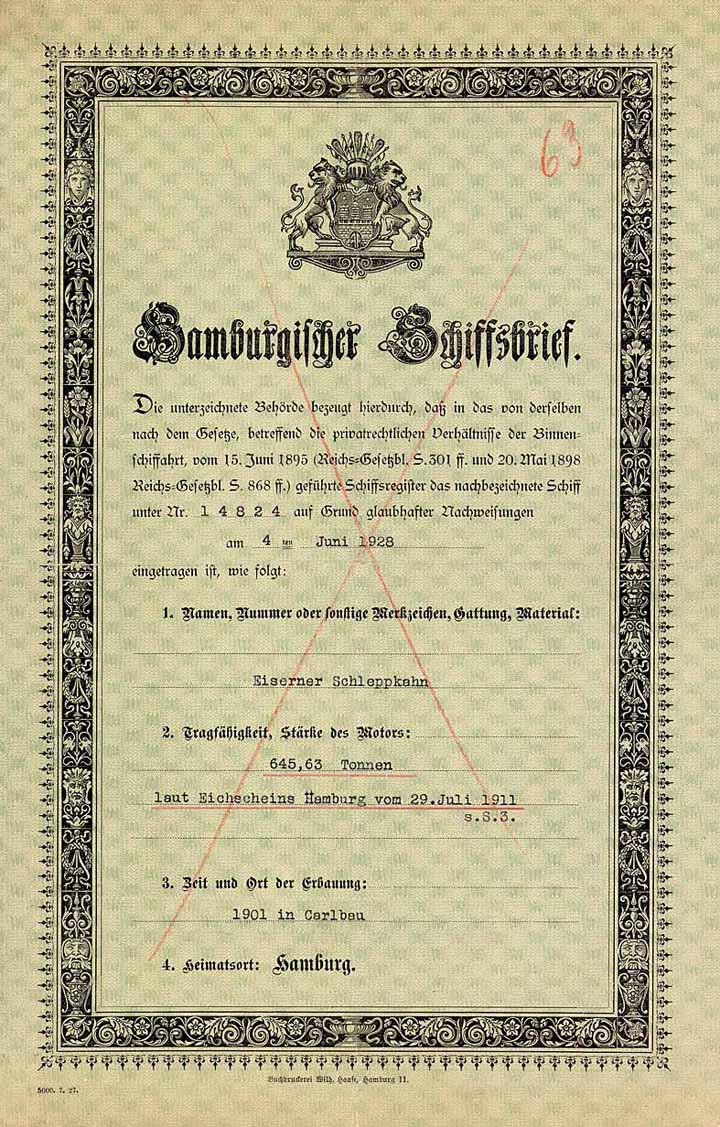 63
Hamburgischer Schiffsbrief.
Die unterzeichnete Behörde bezeugt hierdurch, daß in das von derselben
nach dem Gesetze, betreffend die privatrechtlichen Verhältnisse der Binnen-
schiffahrt, vom 15. Juni 1895 (Reichs-Gesetzbl. S. 301 ff. und 20. Mai 1898
Reichs-Gesetzbl. S. 868 ff.) geführte Schiffsregister das nachbezeichnete Schiff
unter Nr. 14824 auf Grund glaubhafter Nachweisungen
am 4 ten Juni 1928
eingetragen ist, wie folgt:
1. Namen, Nummer oder sonstige Merkzeichen, Gattung, Material:
Eiserner Schleppkahn
2. Tragfähigkeit, Stärke des Motors:
645,63 Tonnen
laut Eichscheins Hamburg vom 29.Juli 1911
s.S.3.
3. Zeit und Ort der Erbauung:
1901 in Carlbau
4. Heimatsort: Hamburg.
Buchdruckerei Wilh. Haase, Hamburg 11.
5000. 7. 27.